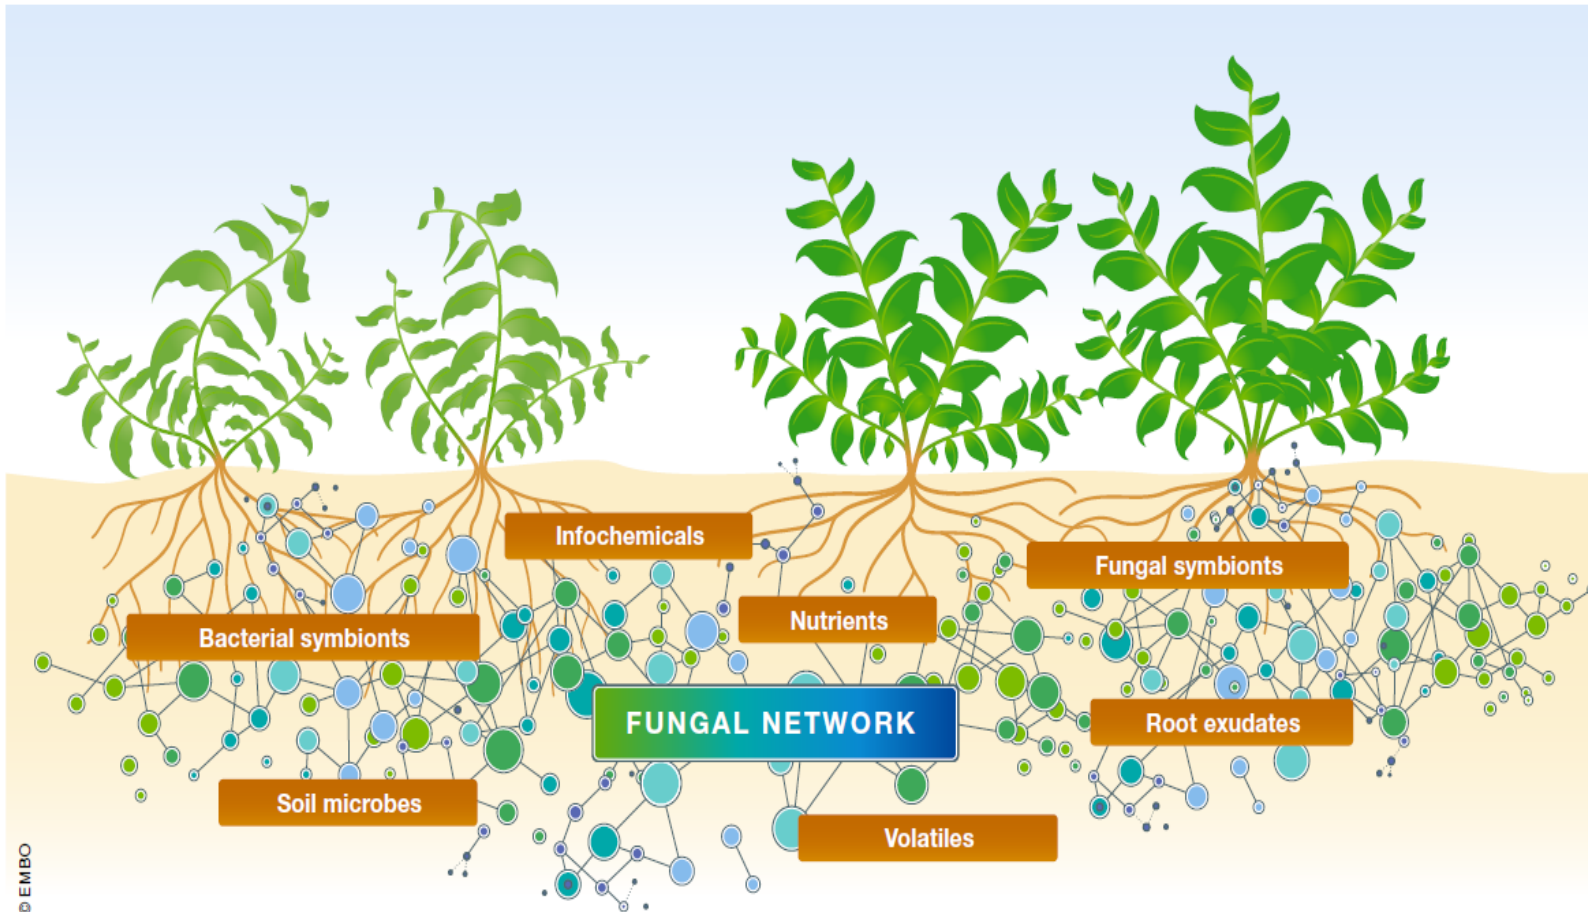 Infochemicals
Fungal symbionts
Nutrients
Bacterial symbionts
FUNGAL NETWORK
Root exudates
Soil microbes
Volatiles
© EMBO